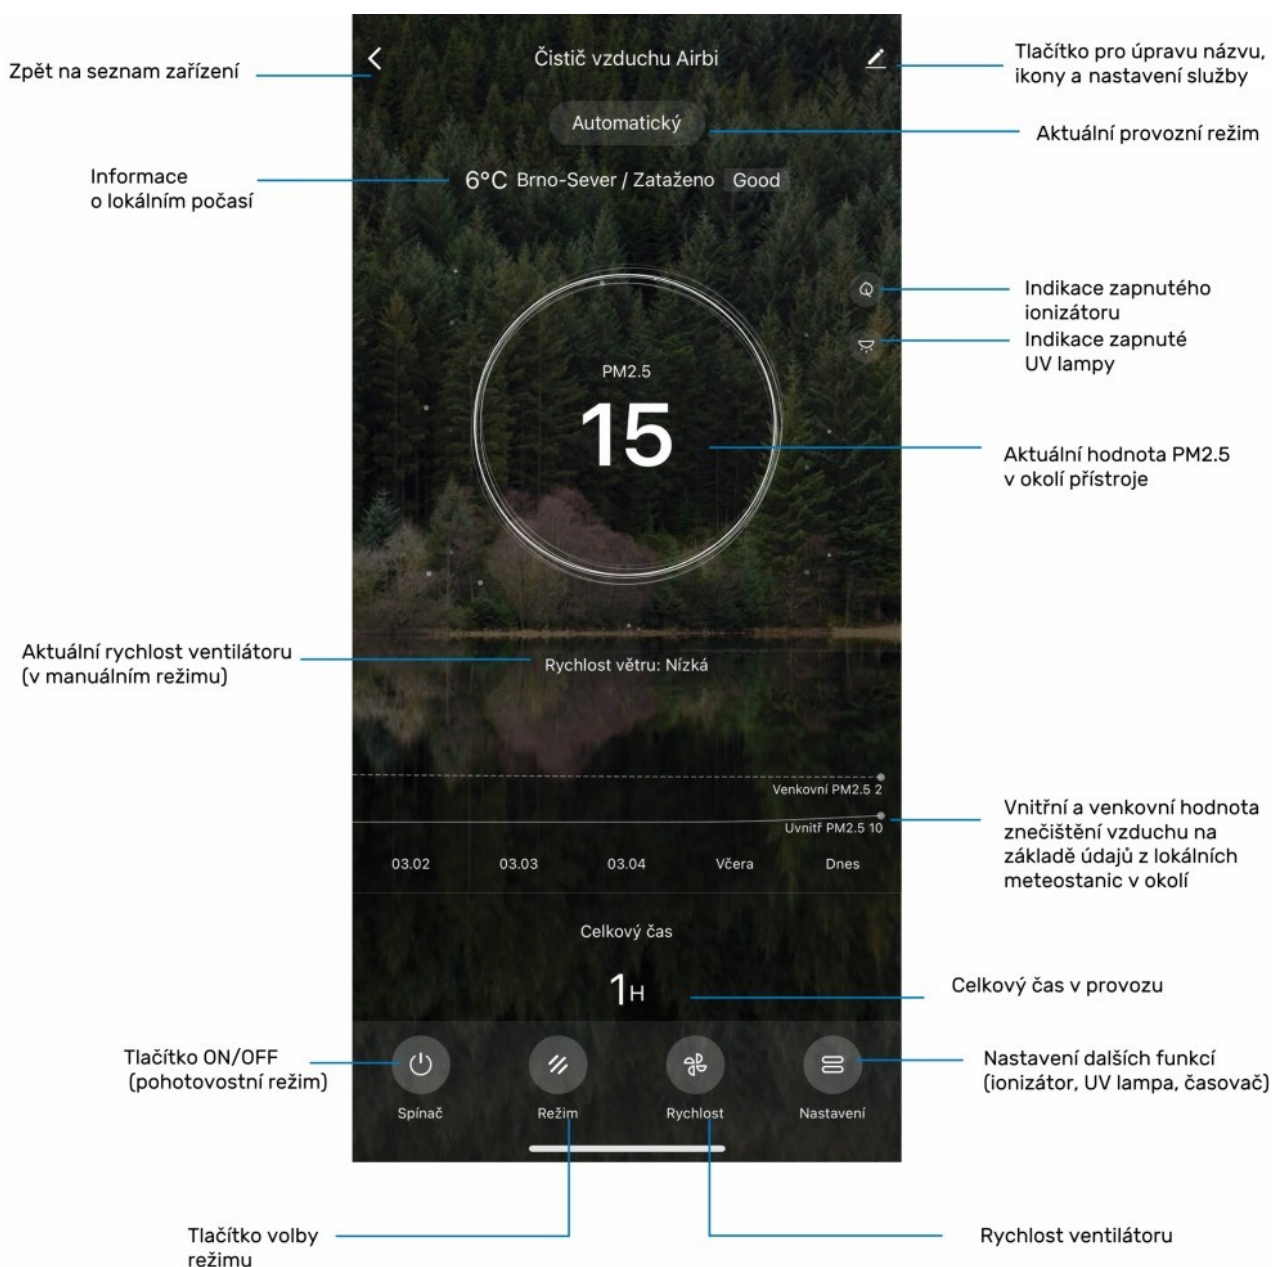 Čistič vzduchu Airbi
Tlačítko pro úpravu názvu,
ikony a nastavení služby
Zpět na seznam zařízení
Automatický
Aktuální provozní režim
Informace
o lokálním počasí
6°C Brno-Sever / Zataženo Good
Indikace zapnutého
ionizátoru
Indikace zapnuté
UV lampy
PM2.5
15
Aktuální hodnota PM2.5
v okolí přístroje
Aktuální rychlost ventilátoru
(v manuálním režimu)
Rychlost větru: Nízká
Venkovní PM2.5 2
Uvnitř PM2.5 10
03.02 03.03 03.04 Včera Dnes
Vnitřní a venkovní hodnota
znečištění vzduchu na
základě údajů z lokálních
meteostanic v okolí
Celkový čas
1H
Celkový čas v provozu
Tlačítko ON/OFF
(pohotovostní režim)
Nastavení dalších funkcí
(ionizátor, UV lampa, časovač)
Spínač Režim Rychlost Nastavení
Tlačítko volby
režimu
Rychlost ventilátoru